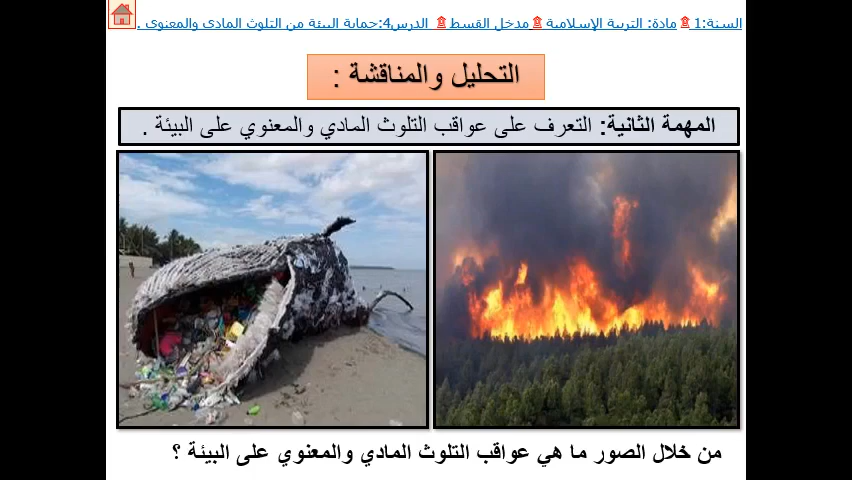 السنة:1 مادة: التربية الإسلامية مدخل القسط الدرس4:حماية البيئة من التلوث المادي والمعنوي .
التحليل والمناقشة :
المهمة الثانية: التعرف على عواقب التلوث المادي والمعنوي على البيئة .
من خلال الصور ما هي عواقب التلوث المادي والمعنوي على البيئة ؟